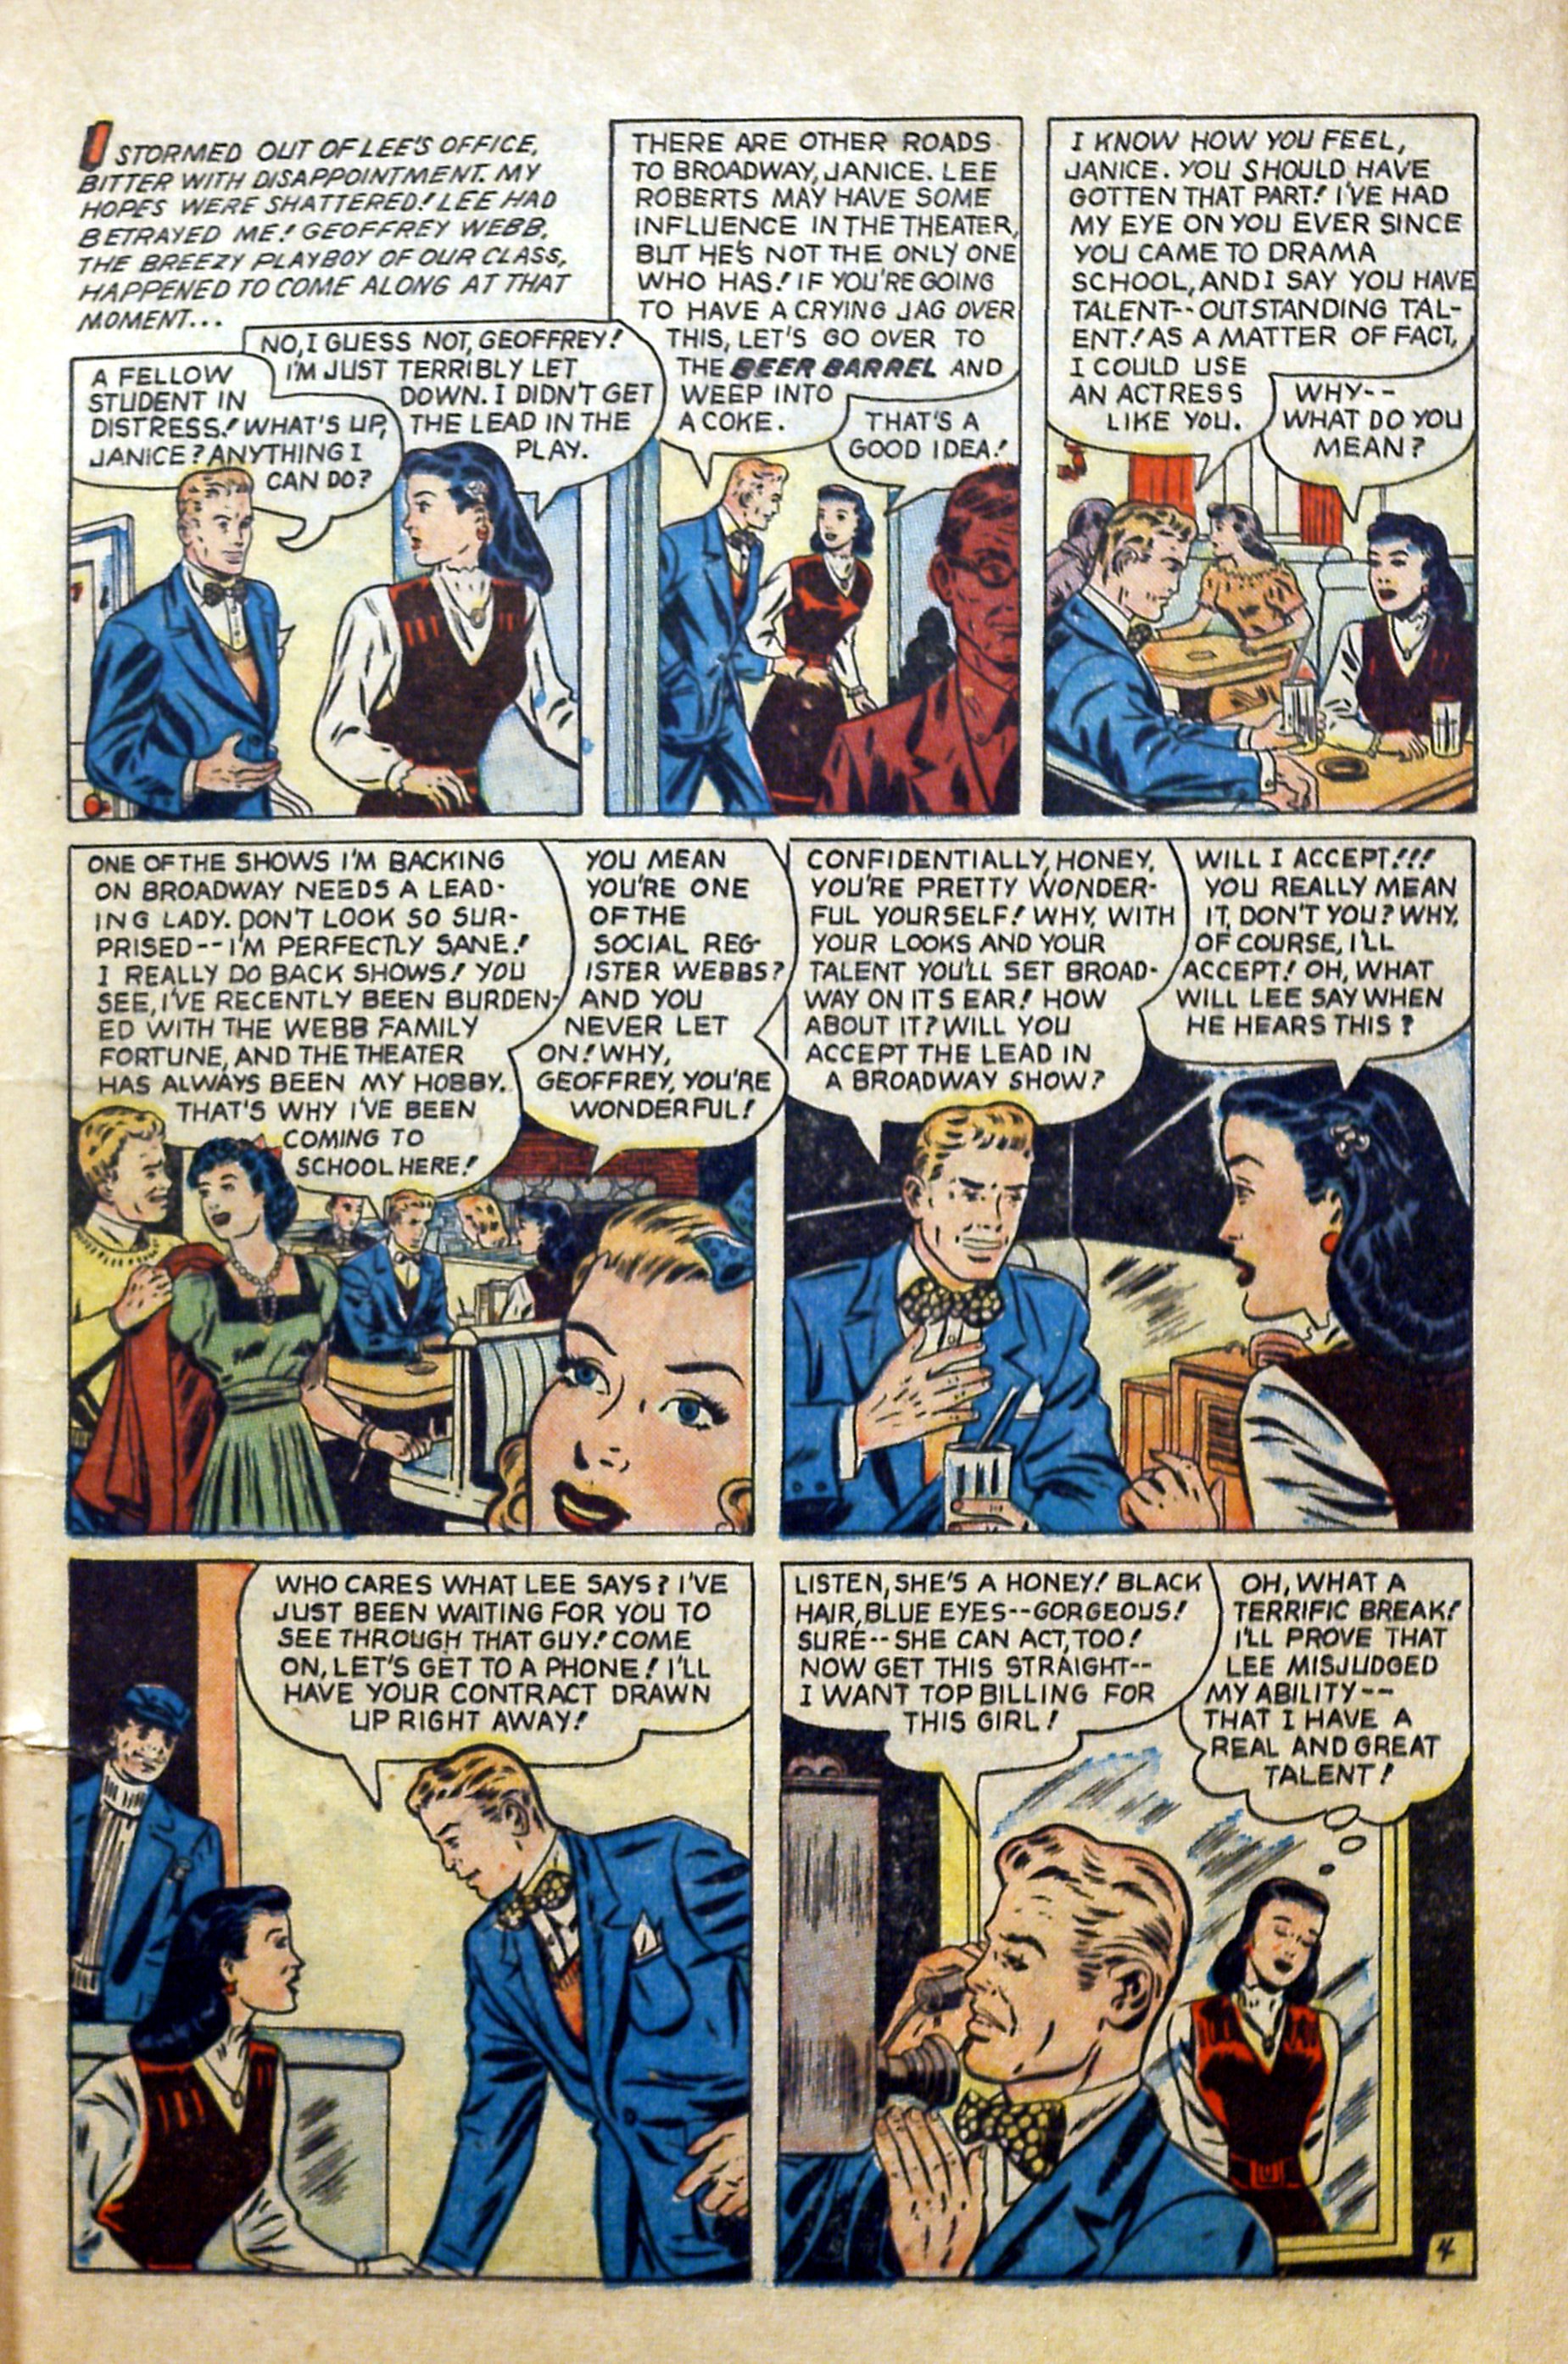 I STORMED OUT OF LEE'S OFFICE,
BITTER WITH DISAPPOINTMENT. MY
HOPES WERE SHATTERED! LEE HAD
BETRAYED ME! GEOFFREY WEBB,
THE BREEZY PLAYBOY OF OUR CLASS,
HAPPENED TO COME ALONG AT THAT
MOMENT...
A FELLOW
STUDENT IN
DISTRESS! WHAT'S UP,
JANICE? ANYTHING I
CAN DO?
NO, I GUESS NOT, GEOFFREY!
I'M JUST TERRIBLY LET
DOWN. I DIDN'T GET
THE LEAD IN THE
PLAY.
THERE ARE OTHER ROADS
TO BROADWAY, JANICE. LEE
ROBERTS MAY HAVE SOME
INFLUENCE IN THE THEATER,
BUT HE'S NOT THE ONLY ONE
WHO HAS! IF YOU'RE GOING
TO HAVE A CRYING JAG OVER
THIS, LET'S GO OVER TO
THE BEER BARREL AND
WEEP INTO
A COKE.
THAT'S A
GOOD IDEA!
I KNOW HOW YOU FEEL,
JANICE. YOU SHOULD HAVE
GOTTEN THAT PART! I'VE HAD
MY EYE ON YOU EVER SINCE
YOU CAME TO DRAMA
SCHOOL, AND I SAY YOU HAVE
TALENT--OUTSTANDING TAL-
ENT! AS A MATTER OF FACT,
I COULD USE
AN ACTRESS
LIKE YOU.
WHY--
WHAT DO YOU
MEAN?
ONE OF THE SHOWS I'M BACKING
ON BROADWAY NEEDS A LEAD-
ING LADY. DON'T LOOK SO SUR-
PRISED--I'M PERFECTLY SANE!
I REALLY DO BACK SHOWS! YOU
SEE, I'VE RECENTLY BEEN BURDEN-
ED WITH THE WEBB FAMILY
FORTUNE, AND THE THEATER
HAS ALWAYS BEEN MY HOBBY.
THAT'S WHY I'VE BEEN
COMING TO
SCHOOL HERE!
YOU MEAN
YOU'RE ONE
OF THE
SOCIAL REG-
ISTER WEBBS?
AND YOU
NEVER LET
ON! WHY,
GEOFFREY, YOU'RE
WONDERFUL!
CONFIDENTIALLY, HONEY,
YOU'RE PRETTY WONDER-
FUL YOURSELF! WHY, WITH
YOUR LOOKS AND YOUR
TALENT YOU'LL SET BROAD-
WAY ON ITS EAR! HOW
ABOUT IT? WILL YOU
ACCEPT THE LEAD IN
A BROADWAY SHOW?
WILL I ACCEPT!!!
YOU REALLY MEAN
IT, DON'T YOU? WHY,
OF COURSE, I'LL
ACCEPT! OH, WHAT
WILL LEE SAY WHEN
HE HEARS THIS?
WHO CARES WHAT LEE SAYS? I'VE
JUST BEEN WAITING FOR YOU TO
SEE THROUGH THAT GUY! COME
ON, LET'S GET TO A PHONE! I'LL
HAVE YOUR CONTRACT DRAWN
UP RIGHT AWAY!
LISTEN, SHE'S A HONEY! BLACK
HAIR, BLUE EYES--GORGEOUS!
SURE--SHE CAN ACT, TOO!
NOW GET THIS STRAIGHT--
I WANT TOP BILLING FOR
THIS GIRL!
OH, WHAT A
TERRIFIC BREAK!
I'LL PROVE THAT
LEE MISJUDGED
MY ABILITY--
THAT I HAVE A
REAL AND GREAT
TALENT!
4